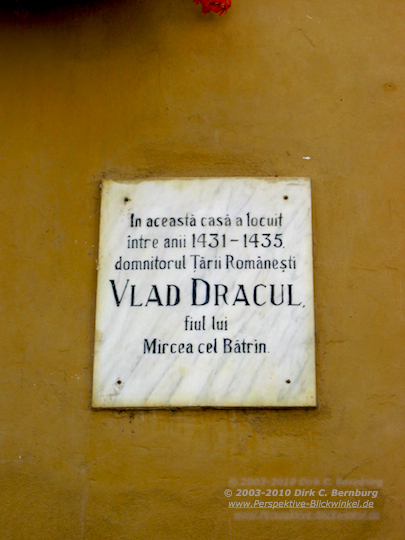 In această casă a locuit
între anii 1431-1435,
domnitorul Țării Românești
VLAD DRACUL,
fiul lui
Mircea cel Bătrîn.
© 2003-2010 Dirk C. Bernburg
www.Perspektive-Blickwinkel.de